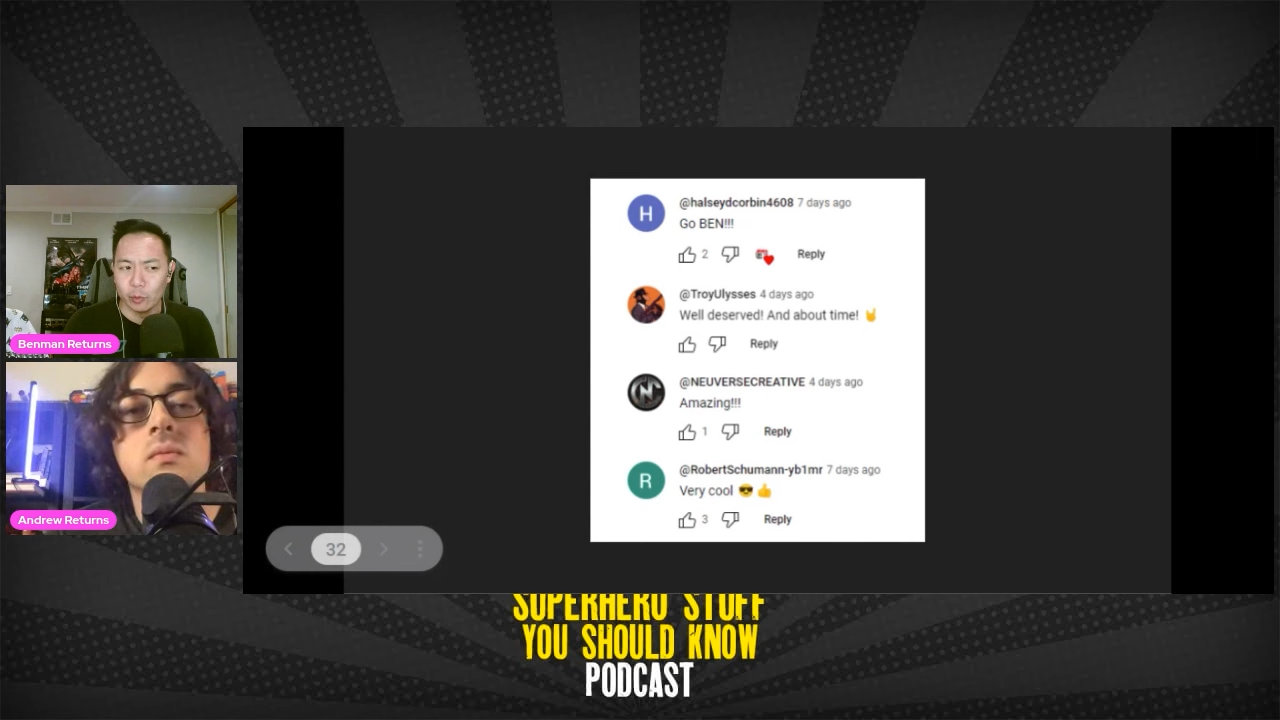 @halseydcorbin4608 7 days ago
Go BEN!!!
2 Reply
@TroyUlysses 4 days ago
Well deserved! And about time! 🤘
Reply
@NEUVERSECREATIVE 4 days ago
Amazing!!!
1 Reply
@RobertSchumann-yb1mr 7 days ago
Very cool 😎👍
3 Reply
H
R
Benman Returns
Andrew Returns
32
SUPERHERO STUFF
YOU SHOULD KNOW
PODCAST